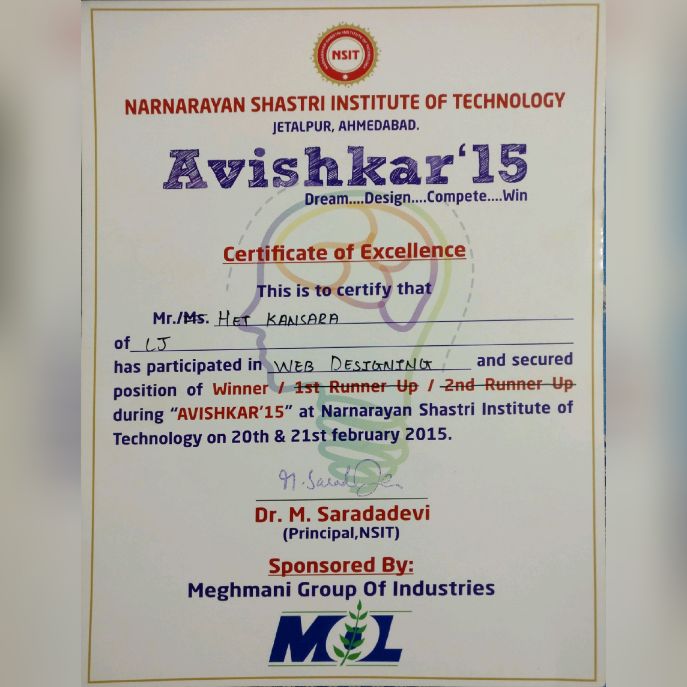 NSIT
NARNARAYAN SHASTRI INSTITUTE OF TECHNOLOGY
JETALPUR, AHMEDABAD.
Avishkar‘15
Dream....Design....Compete....Win
Certificate of Excellence
This is to certify that
Mr./Ms. HET KANSARA
of LJ
has participated in WEB DESIGNING and secured
position of Winner / 1st Runner Up / 2nd Runner Up
during “AVISHKAR’15” at Narnarayan Shastri Institute of
Technology on 20th & 21st february 2015.
Dr. M. Saradadevi
(Principal,NSIT)
Sponsored By:
Meghmani Group Of Industries
MOL